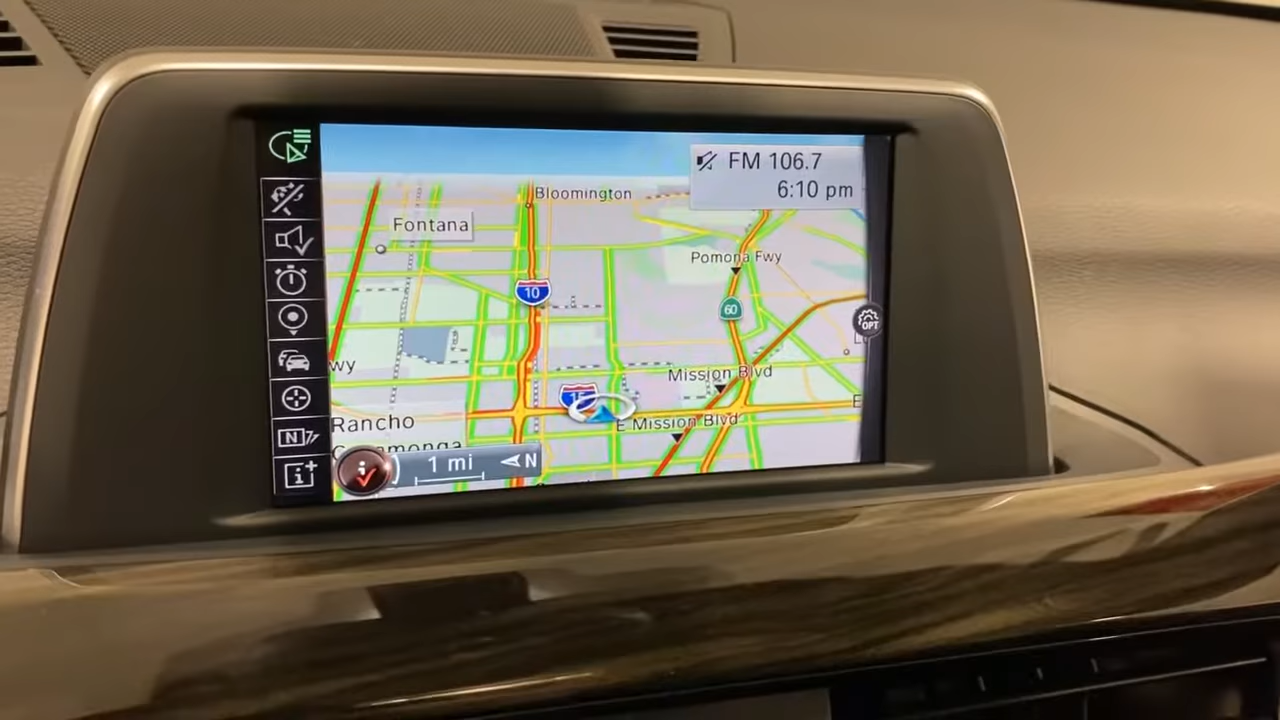 FM 106.7
6:10 pm
Bloomington
Fontana
Pomona Fwy
10
60
OPT
wy
Mission Blvd
15
E
Rancho
E Mission Blvd
1 mi
N
N